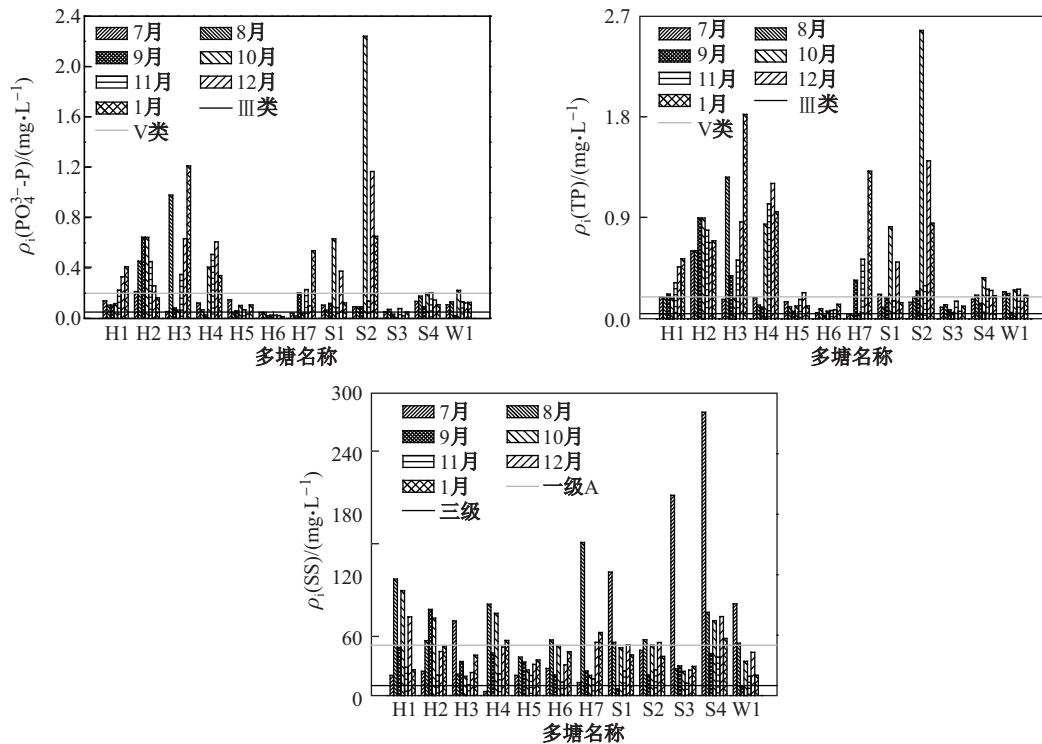 2.4
2.0
1.6
1.2
0.8
0.4
0.0
ρi(PO₄³⁻-P)/(mg•L⁻¹)
7月 8月
9月 10月
11月 12月
1月 Ⅲ类
V类
H1 H2 H3 H4 H5 H6 H7 S1 S2 S3 S4 W1
多塘名称
2.7
1.8
0.9
0
ρi(TP)/(mg•L⁻¹)
7月 8月
9月 10月
11月 12月
1月 Ⅲ类
V类
H1 H2 H3 H4 H5 H6 H7 S1 S2 S3 S4 W1
多塘名称
300
240
180
120
60
0
ρi(SS)/(mg•L⁻¹)
7月 8月
9月 10月
11月 12月
1月 一级A
三级
H1 H2 H3 H4 H5 H6 H7 S1 S2 S3 S4 W1
多塘名称